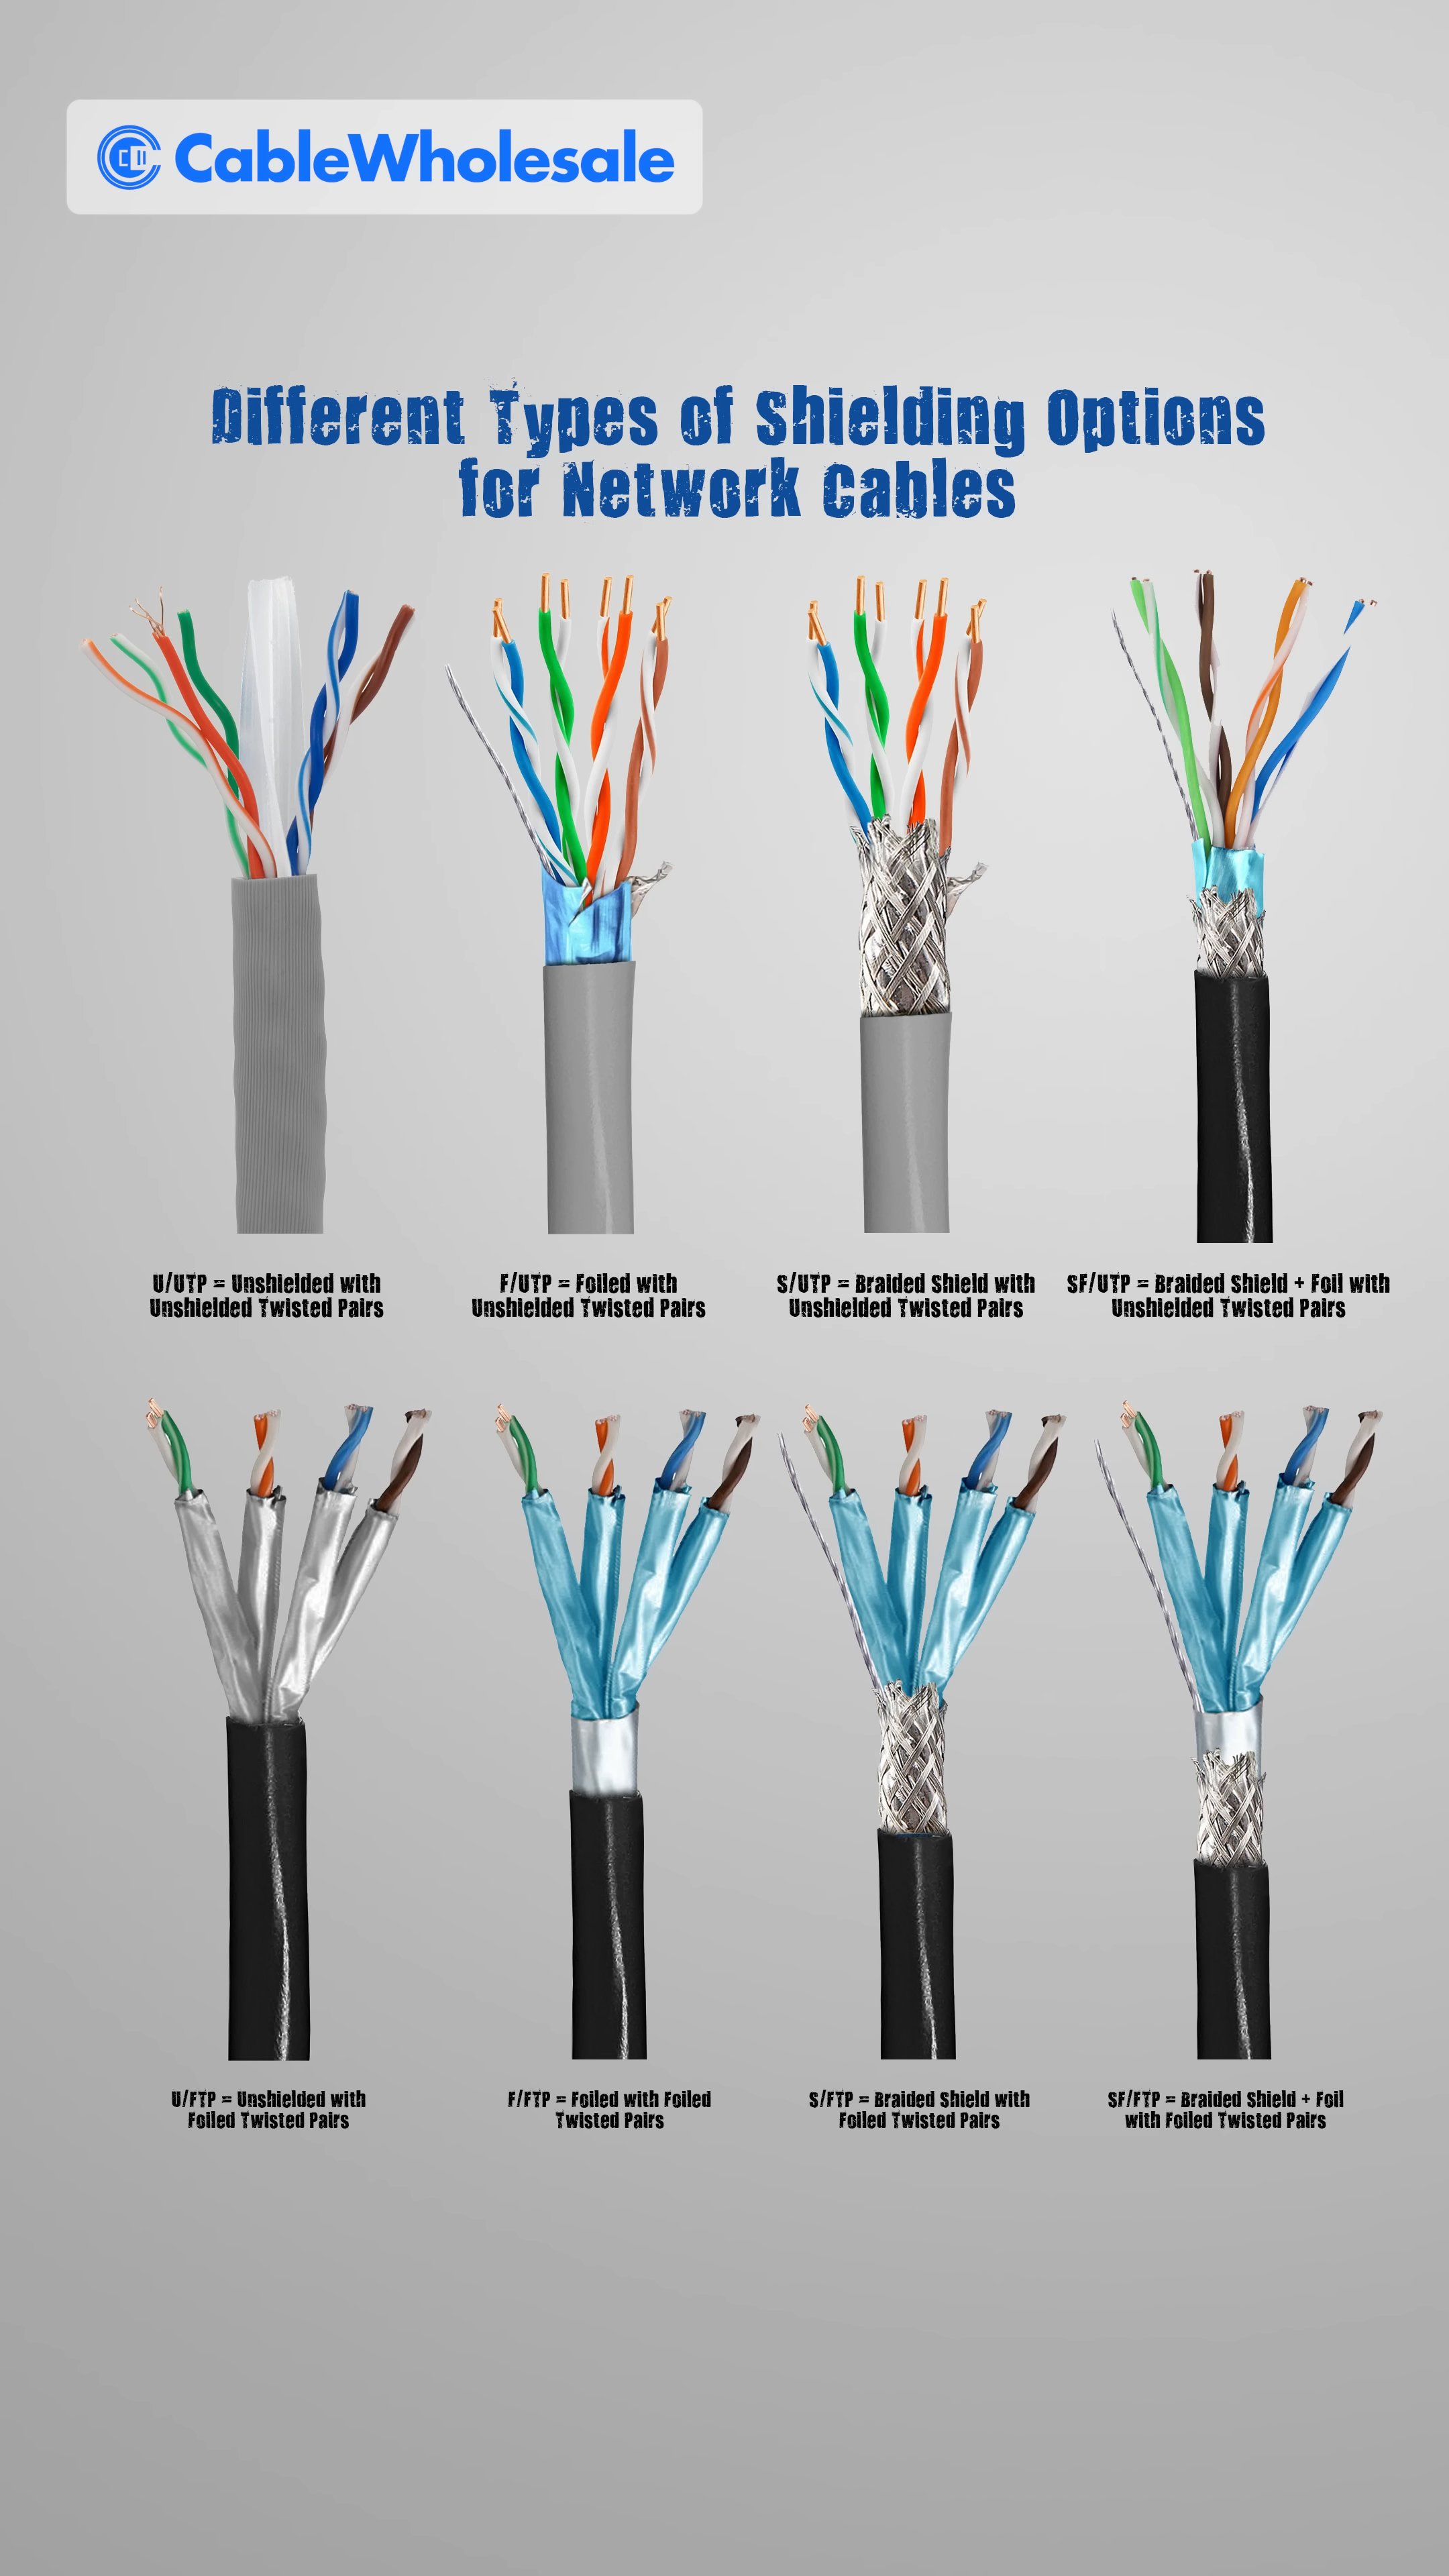 CableWholesale
Different Types of Shielding Options
for Network Cables
U/UTP = Unshielded with
Unshielded Twisted Pairs
F/UTP = Foiled with
Unshielded Twisted Pairs
S/UTP = Braided Shield with
Unshielded Twisted Pairs
SF/UTP = Braided Shield + Foil with
Unshielded Twisted Pairs
U/FTP = Unshielded with
Foiled Twisted Pairs
F/FTP = Foiled with Foiled
Twisted Pairs
S/FTP = Braided Shield with
Foiled Twisted Pairs
SF/FTP = Braided Shield + Foil
with Foiled Twisted Pairs